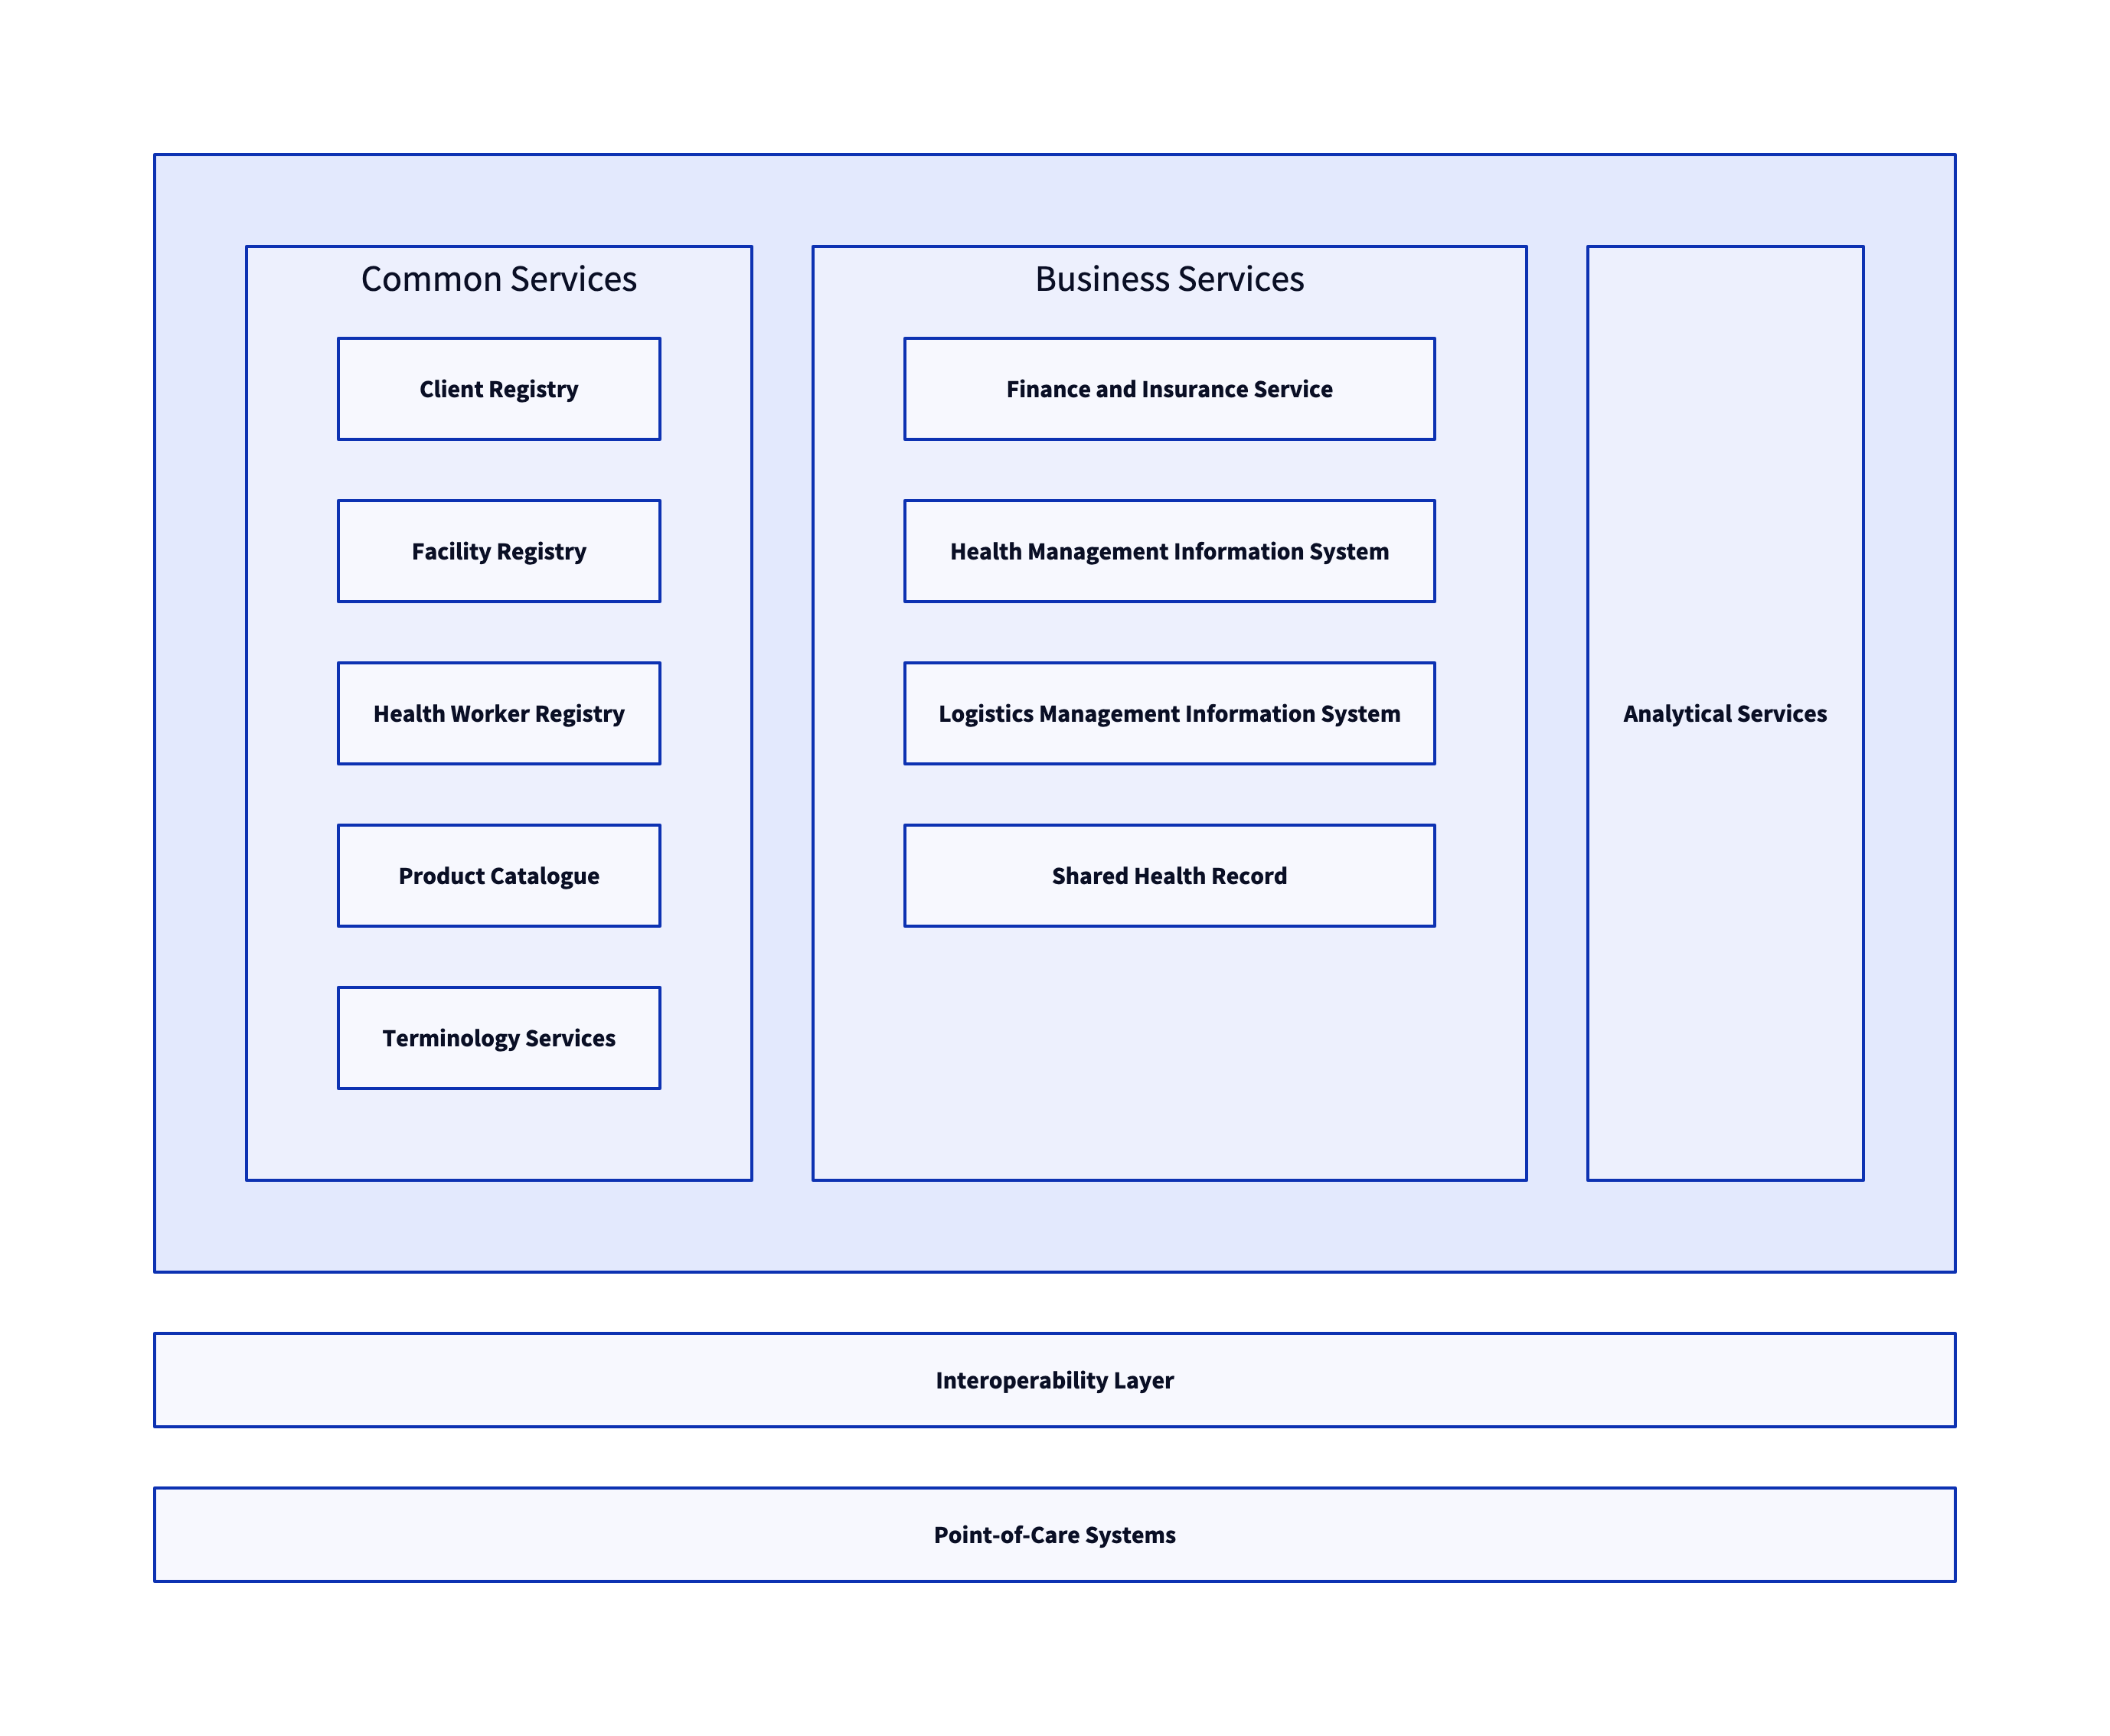 Common Services
Client Registry
Facility Registry
Health Worker Registry
Product Catalogue
Terminology Services
Business Services
Finance and Insurance Service
Health Management Information System
Logistics Management Information System
Shared Health Record
Analytical Services
Interoperability Layer
Point-of-Care Systems